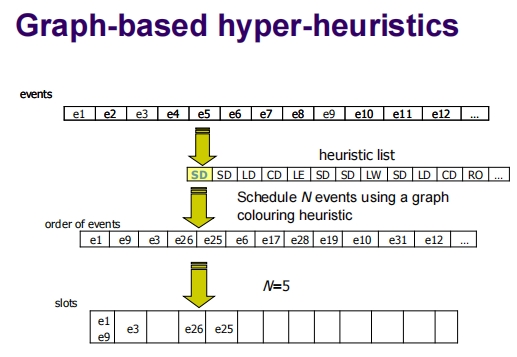 Graph-based hyper-heuristics
events
e1 e2 e3 e4 e5 e6 e7 e8 e9 e10 e11 e12 ...
heuristic list
SD SD LD CD LE SD SD LW SD LD CD RO ...
Schedule N events using a graph
colouring heuristic
order of events
e1 e9 e3 e26 e25 e6 e17 e28 e19 e10 e31 e12 ...
N=5
slots
e1
e9 e3 e26 e25